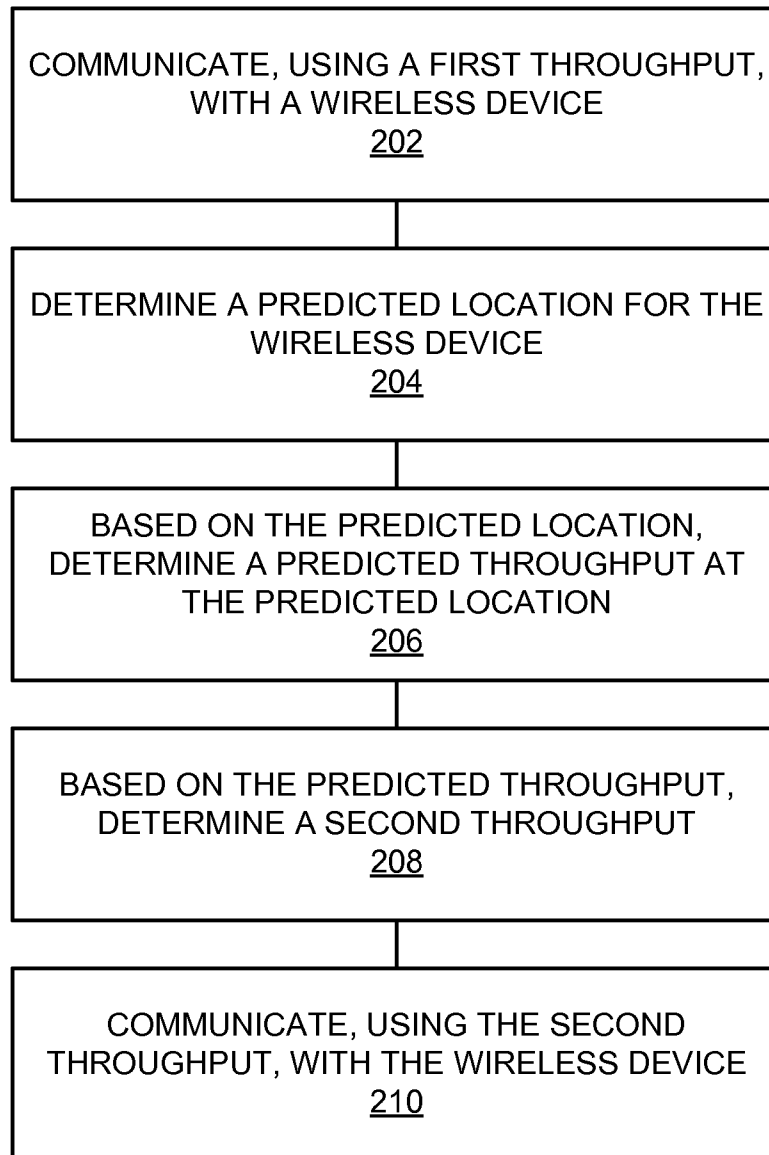 COMMUNICATE, USING A FIRST THROUGHPUT,
WITH A WIRELESS DEVICE
202
DETERMINE A PREDICTED LOCATION FOR THE
WIRELESS DEVICE
204
BASED ON THE PREDICTED LOCATION,
DETERMINE A PREDICTED THROUGHPUT AT
THE PREDICTED LOCATION
206
BASED ON THE PREDICTED THROUGHPUT,
DETERMINE A SECOND THROUGHPUT
208
COMMUNICATE, USING THE SECOND
THROUGHPUT, WITH THE WIRELESS DEVICE
210